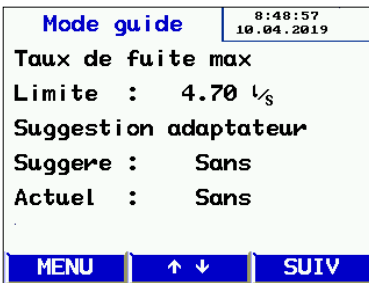 Mode guide
8:48:57
10.04.2019
Taux de fuite max
Limite : 4.70 l/s
Suggestion adaptateur
Suggere : Sans
Actuel : Sans
MENU ↑ ↓ SUIV